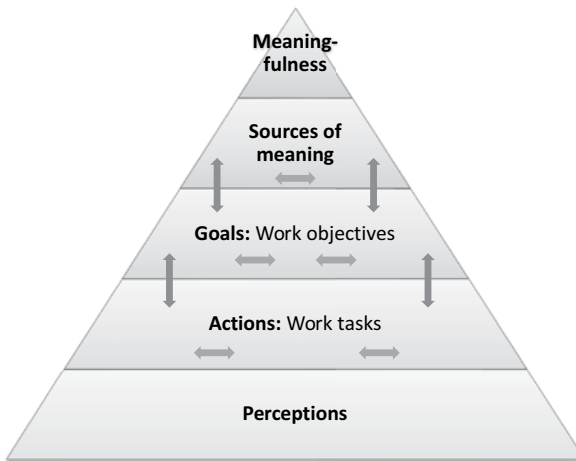 Meaning-
fulness
Sources of
meaning
Goals: Work objectives
Actions: Work tasks
Perceptions